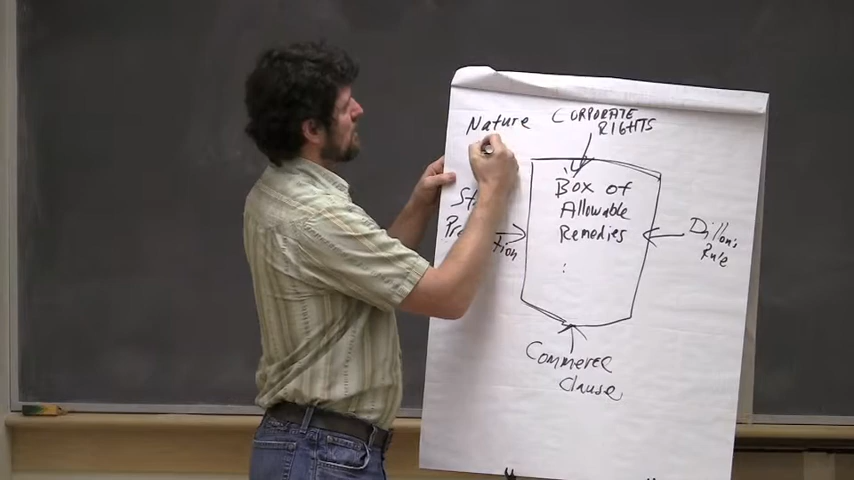 Nature
CORPORATE
RIGHTS
Box of
Allowable
Remedies
:
Dillon's
Rule
Commerce
Clause